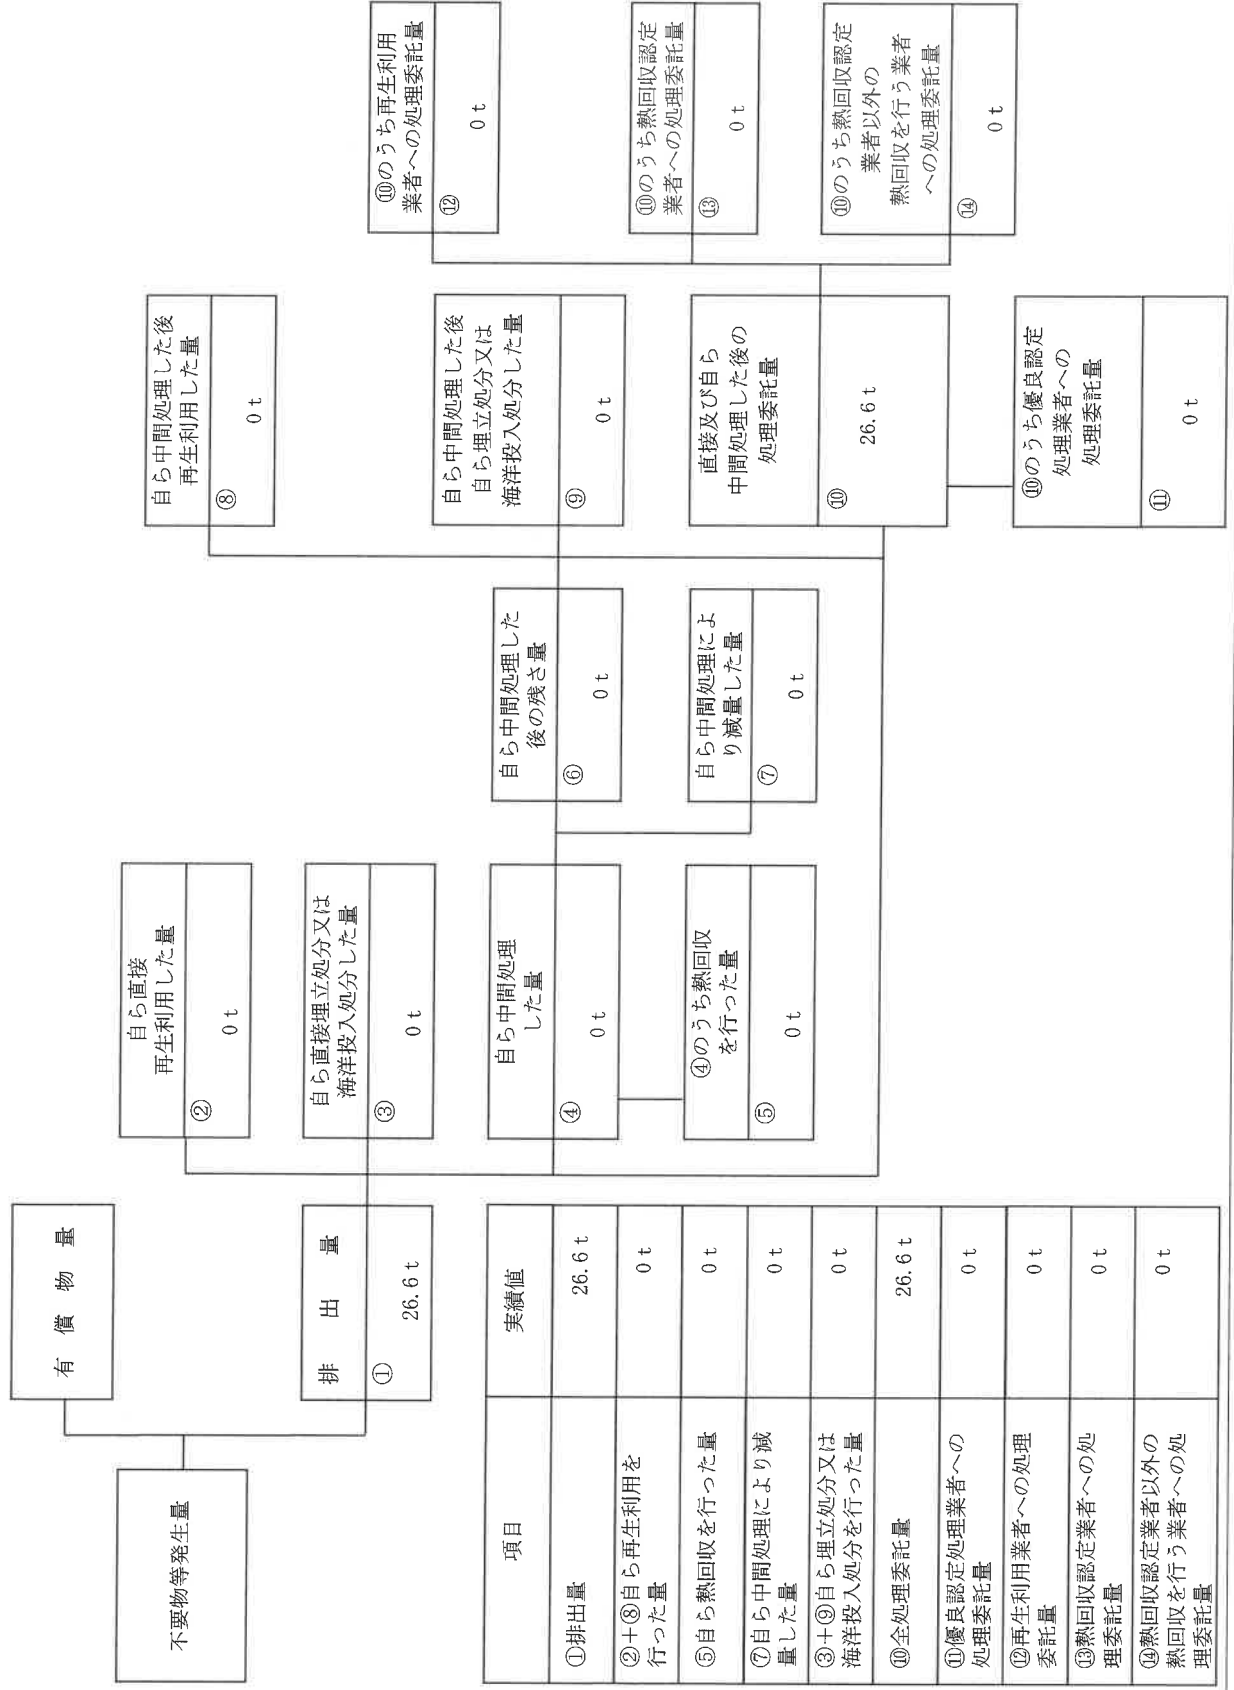 有償物量
不要物等発生量
排出量
①
26.6ｔ
自ら直接
再生利用した量
②
0ｔ
自ら直接埋立処分又は
海洋投入処分した量
③
0ｔ
自ら中間処理
した量
④
0ｔ
④のうち熱回収
を行った量
⑤
0ｔ
自ら中間処理した
後の残さ量
⑥
0ｔ
自ら中間処理によ
り減量した量
⑦
0ｔ
自ら中間処理した後
再生利用した量
⑧
0ｔ
自ら中間処理した後
自ら埋立処分又は
海洋投入処分した量
⑨
0ｔ
直接及び自ら
中間処理した後の
処理委託量
⑩
26.6ｔ
⑩のうち優良認定
処理業者への
処理委託量
⑪
0ｔ
⑩のうち再生利用
業者への処理委託量
⑫
0ｔ
⑩のうち熱回収認定
業者への処理委託量
⑬
0ｔ
⑩のうち熱回収認定
業者以外の
熱回収を行う業者
への処理委託量
⑭
0ｔ
項目
実績値
①排出量
26.6ｔ
②＋⑧自ら再生利用を
行った量
0ｔ
⑤自ら熱回収を行った量
0ｔ
⑦自ら中間処理により減
量した量
0ｔ
③＋⑨自ら埋立処分又は
海洋投入処分を行った量
0ｔ
⑩全処理委託量
26.6ｔ
⑪優良認定処理業者への
処理委託量
0ｔ
⑫再生利用業者への処理
委託量
0ｔ
⑬熱回収認定業者への処
理委託量
0ｔ
⑭熱回収認定業者以外の
熱回収を行う業者への処
理委託量
0ｔ